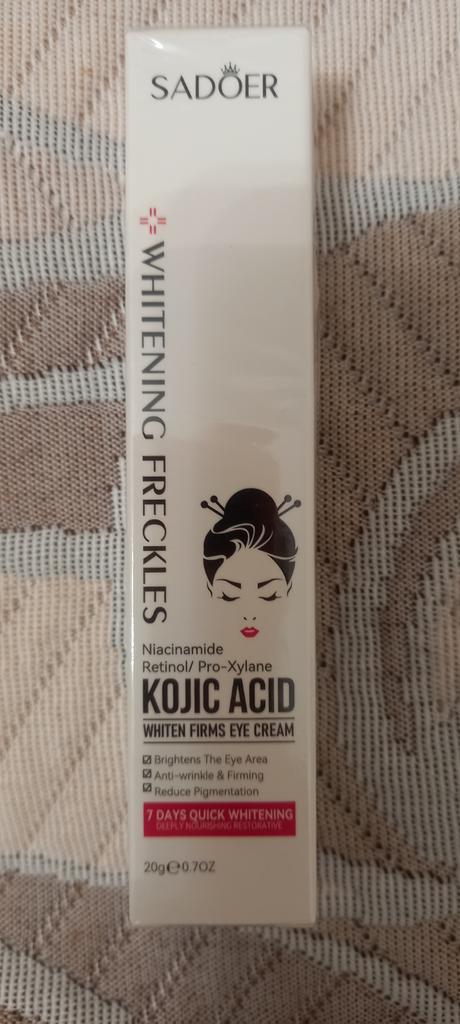 SADOER
WHITENING FRECKLES
Niacinamide
Retinol/ Pro-Xylane
KOJIC ACID
WHITEN FIRMS EYE CREAM
☑ Brightens The Eye Area
☑ Anti-wrinkle & Firming
☑ Reduce Pigmentation
7 DAYS QUICK WHITENING
DEEPLY NOURISHING RESTORATIVE
20g℮0.7OZ